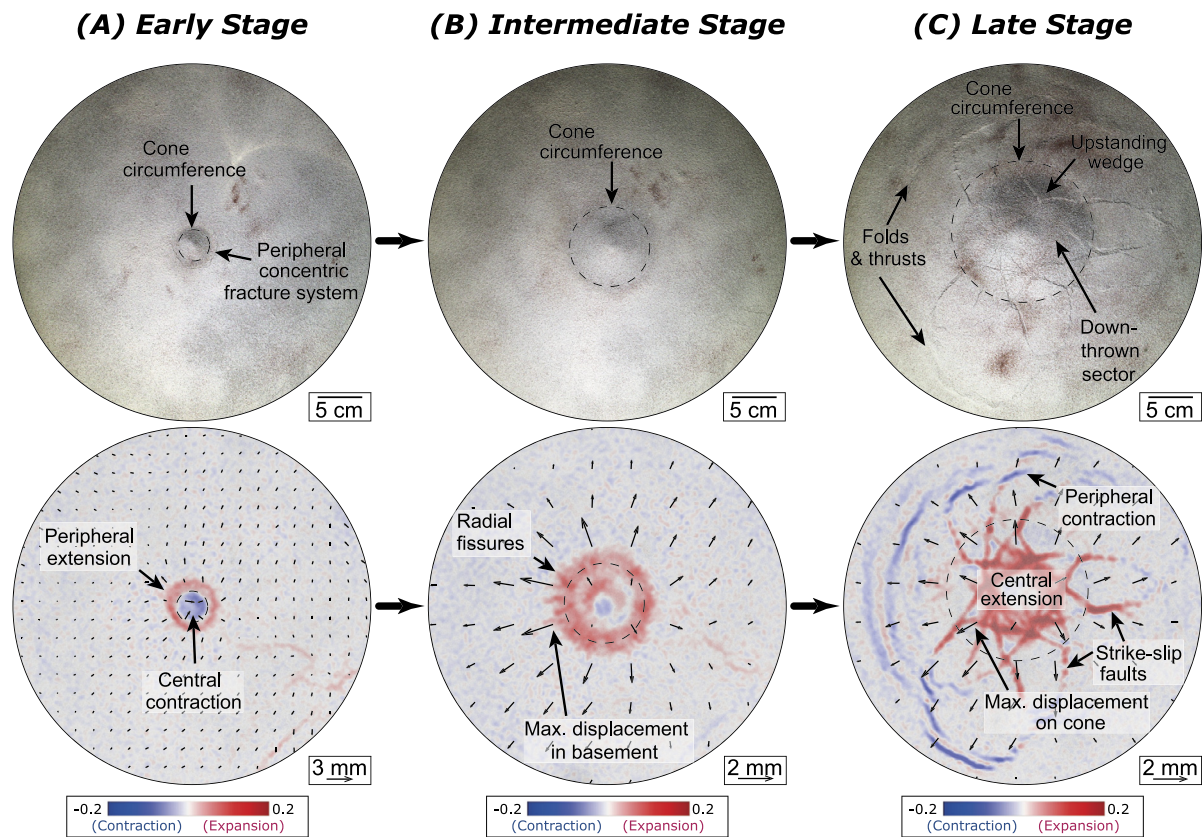 (A) Early Stage
(B) Intermediate Stage
(C) Late Stage
Cone
circumference
Peripheral
concentric
fracture system
5 cm
Cone
circumference
5 cm
Cone
circumference
Upstanding
wedge
Folds
& thrusts
Down-
thrown
sector
5 cm
Peripheral
extension
Central
contraction
3 mm
Radial
fissures
Max. displacement
in basement
2 mm
Peripheral
contraction
Central
extension
Strike-slip
faults
Max. displacement
on cone
2 mm
-0.2 0.2
(Contraction) (Expansion)
-0.2 0.2
(Contraction) (Expansion)
-0.2 0.2
(Contraction) (Expansion)